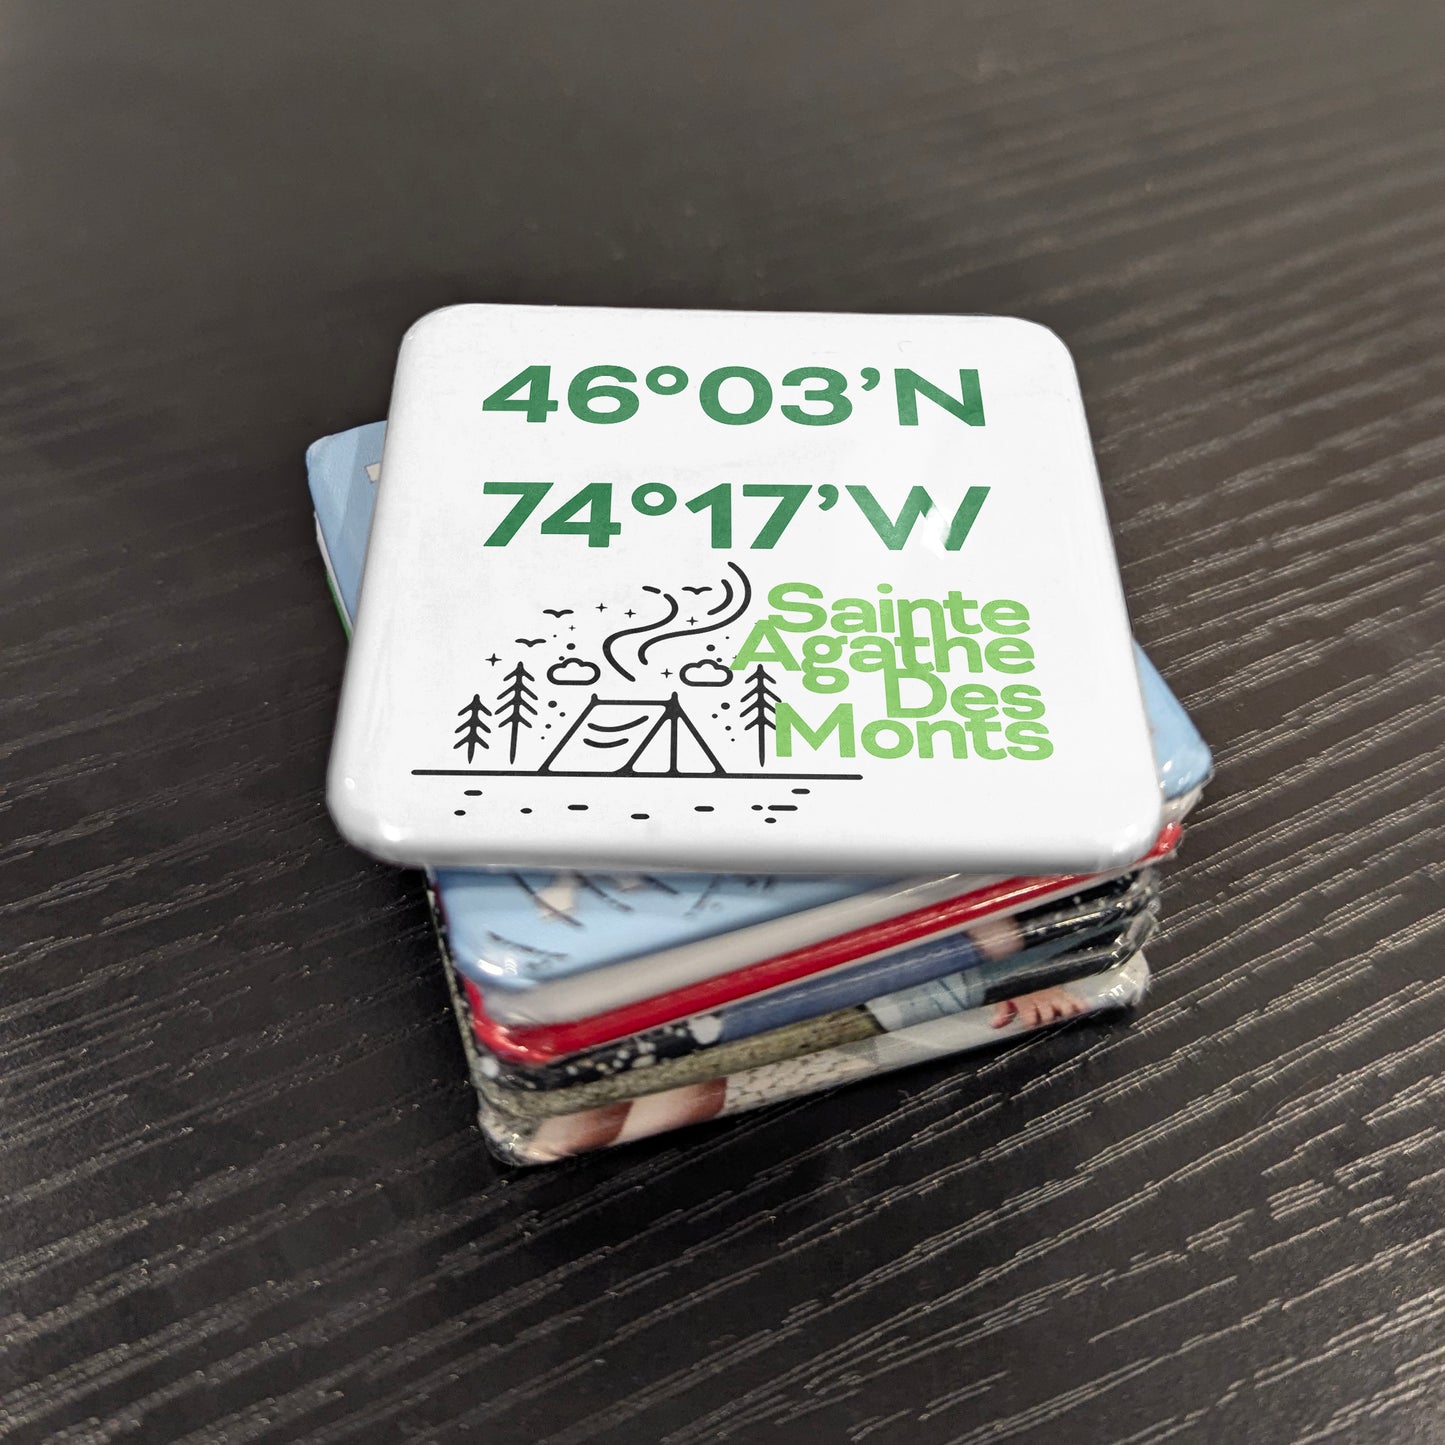 46°03’N
74°17’W
Sainte
Agathe
Des
Monts